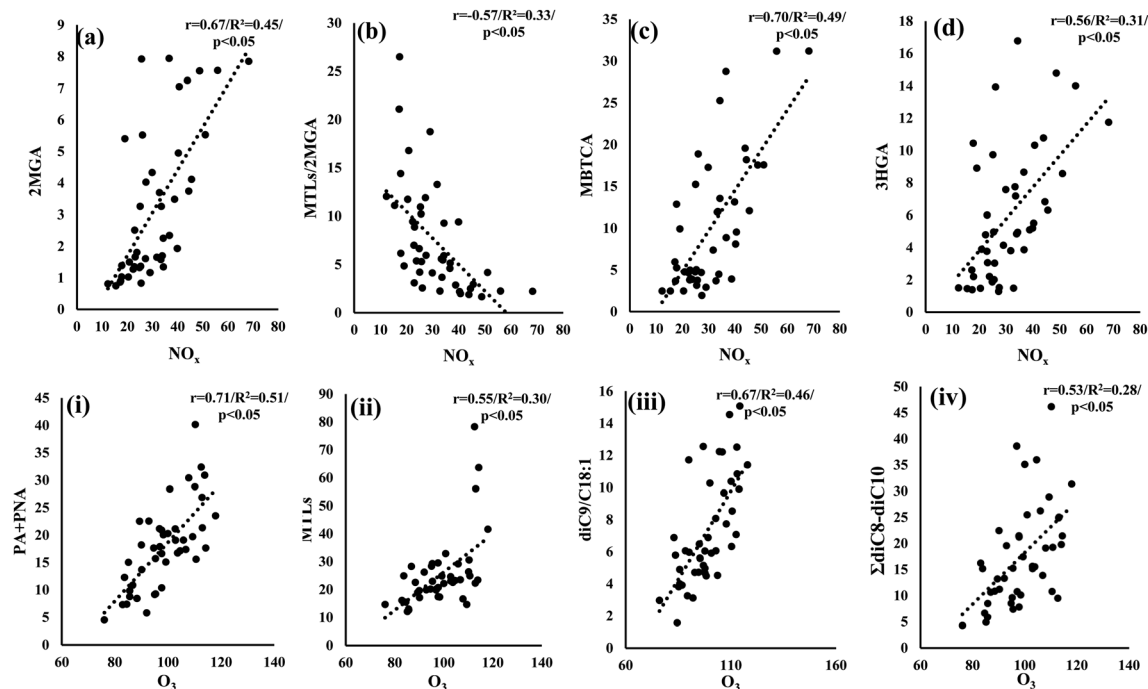 (a)
r=0.67/R²=0.45/
p<0.05
2MGA
9
8
7
6
5
4
3
2
1
0
0 10 20 30 40 50 60 70 80
NOₓ
(b)
r=-0.57/R²=0.33/
p<0.05
MTLs/2MGA
30
25
20
15
10
5
0
0 20 40 60 80
NOₓ
(c)
r=0.70/R²=0.49/
p<0.05
MBTCA
35
30
25
20
15
10
5
0
0 10 20 30 40 50 60 70 80
NOₓ
(d)
r=0.56/R²=0.31/
p<0.05
3HGA
18
16
14
12
10
8
6
4
2
0
0 20 40 60 80
NOₓ
(i)
r=0.71/R²=0.51/
p<0.05
PA+PNA
45
40
35
30
25
20
15
10
5
0
60 80 100 120 140
O₃
(ii)
r=0.55/R²=0.30/
p<0.05
MTLs
90
80
70
60
50
40
30
20
10
0
60 80 100 120 140
O₃
(iii)
r=0.67/R²=0.46/
p<0.05
diC9/C18:1
16
14
12
10
8
6
4
2
0
60 110 160
O₃
(iv)
r=0.53/R²=0.28/
p<0.05
ΣdiC8-diC10
50
45
40
35
30
25
20
15
10
5
0
60 80 100 120 140
O₃